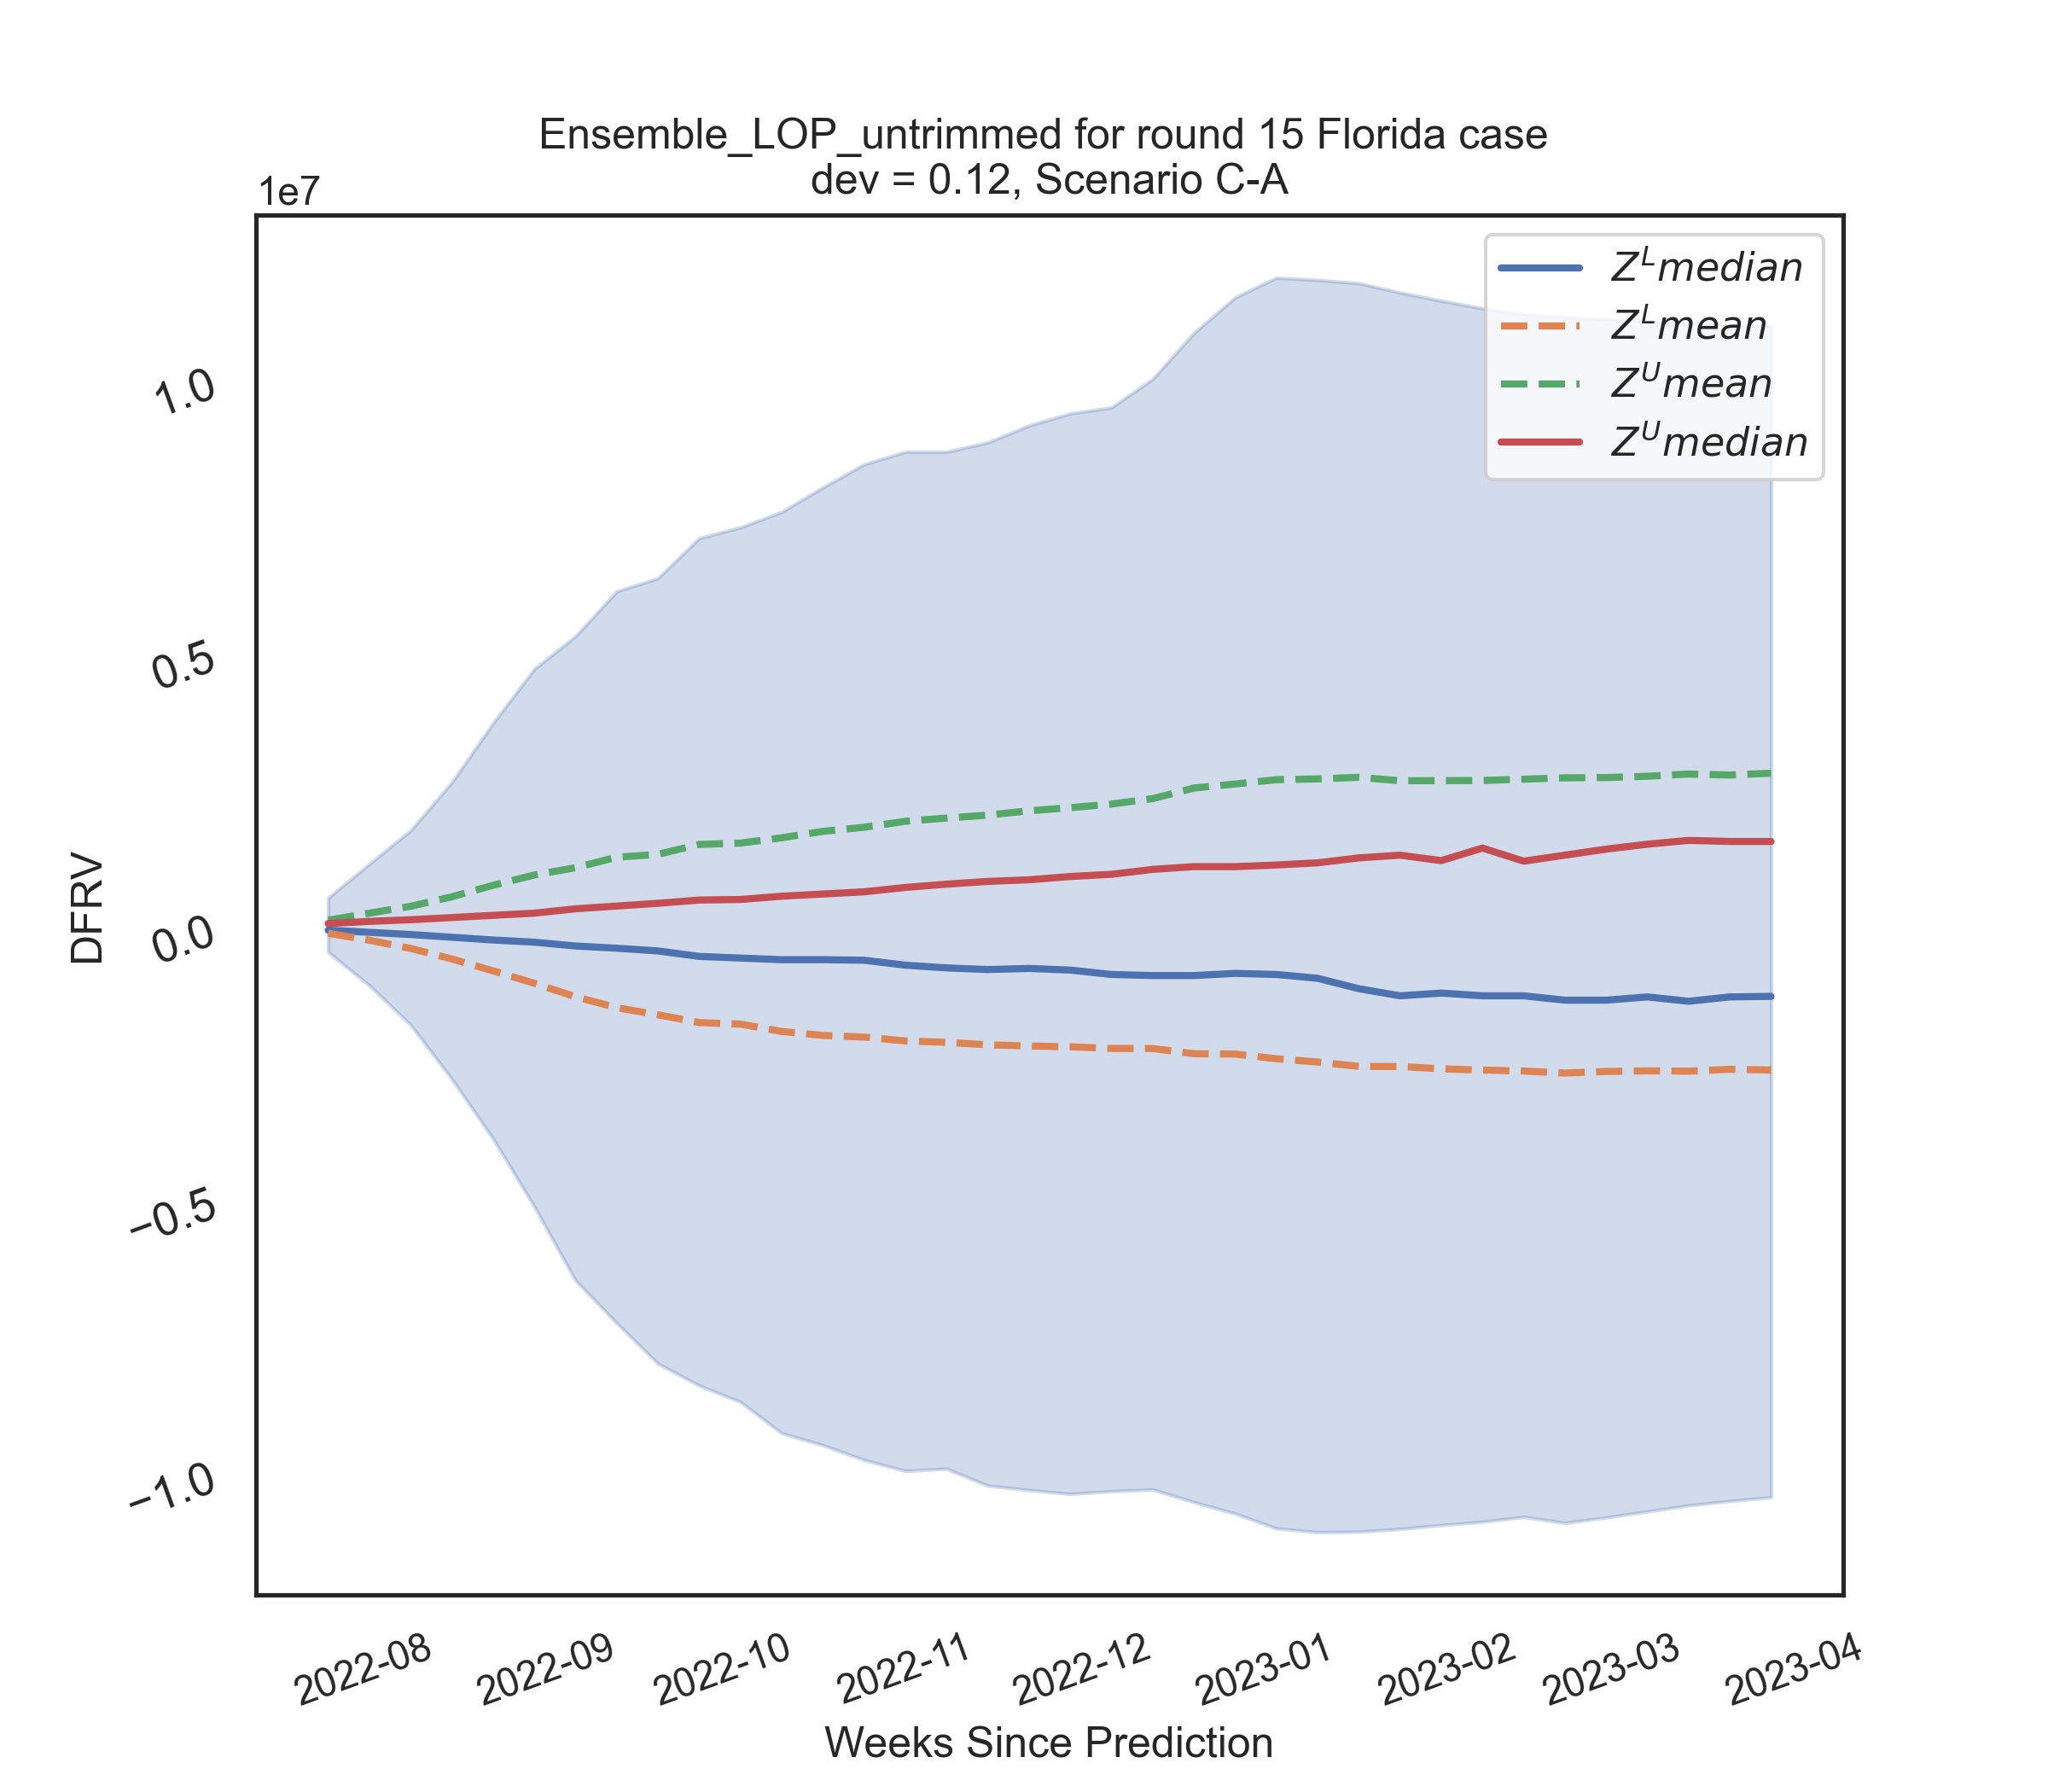 Ensemble_LOP_untrimmed for round 15 Florida case
dev = 0.12, Scenario C-A
1e7
Z^L median
Z^L mean
Z^U mean
Z^U median
1.0
0.5
0.0
−0.5
−1.0
DFRV
2022-08
2022-09
2022-10
2022-11
2022-12
2023-01
2023-02
2023-03
2023-04
Weeks Since Prediction